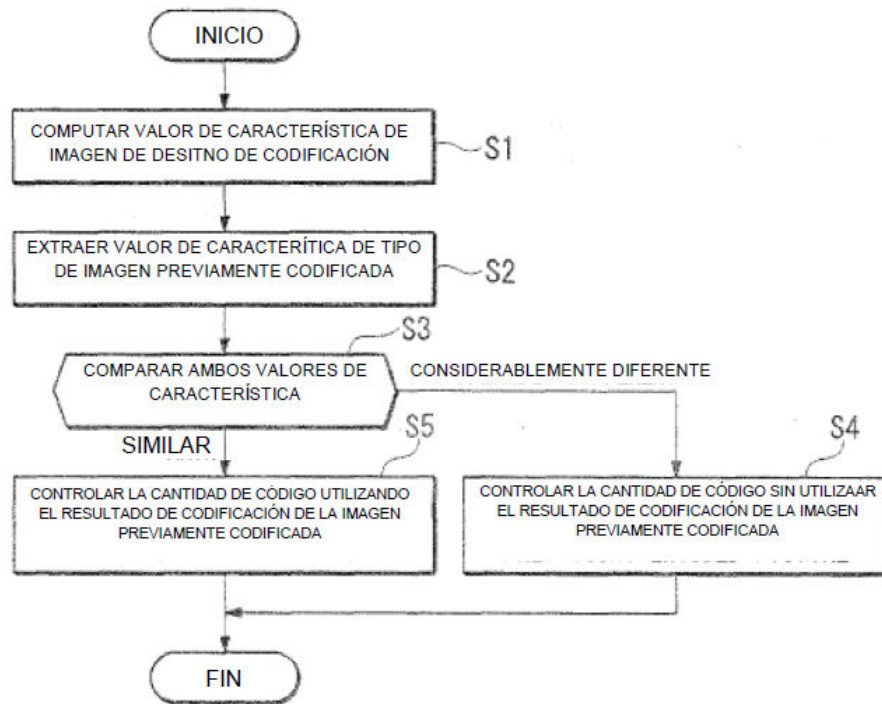 INICIO
COMPUTAR VALOR DE CARACTERÍSTICA DE
IMAGEN DE DESITNO DE CODIFICACIÓN
S1
EXTRAER VALOR DE CARACTERÍTICA DE TIPO
DE IMAGEN PREVIAMENTE CODIFICADA
S2
S3
COMPARAR AMBOS VALORES DE
CARACTERÍSTICA
CONSIDERABLEMENTE DIFERENTE
SIMILAR
S5
CONTROLAR LA CANTIDAD DE CÓDIGO UTILIZANDO
EL RESULTADO DE CODIFICACIÓN DE LA IMAGEN
PREVIAMENTE CODIFICADA
S4
CONTROLAR LA CANTIDAD DE CÓDIGO SIN UTILIZAAR
EL RESULTADO DE CODIFICACIÓN DE LA IMAGEN
PREVIAMENTE CODIFICADA
FIN